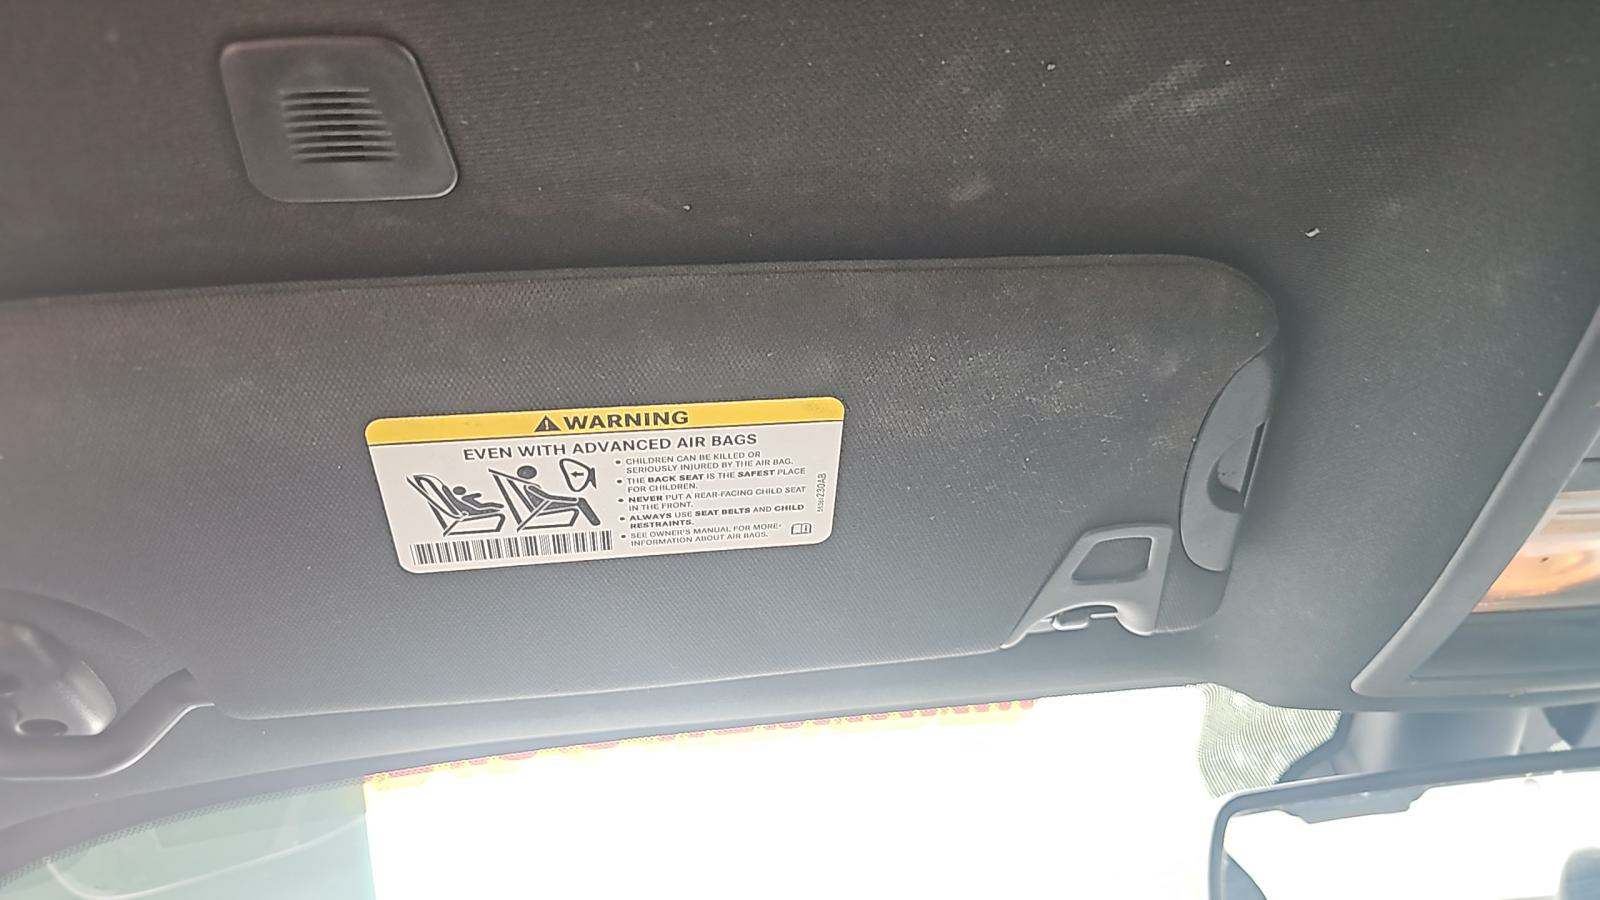 WARNING
EVEN WITH ADVANCED AIR BAGS
• CHILDREN CAN BE KILLED OR
SERIOUSLY INJURED BY THE AIR BAG.
• THE BACK SEAT IS THE SAFEST PLACE
FOR CHILDREN.
• NEVER PUT A REAR-FACING CHILD SEAT
IN THE FRONT.
• ALWAYS USE SEAT BELTS AND CHILD
RESTRAINTS.
• SEE OWNER'S MANUAL FOR MORE
INFORMATION ABOUT AIR BAGS.